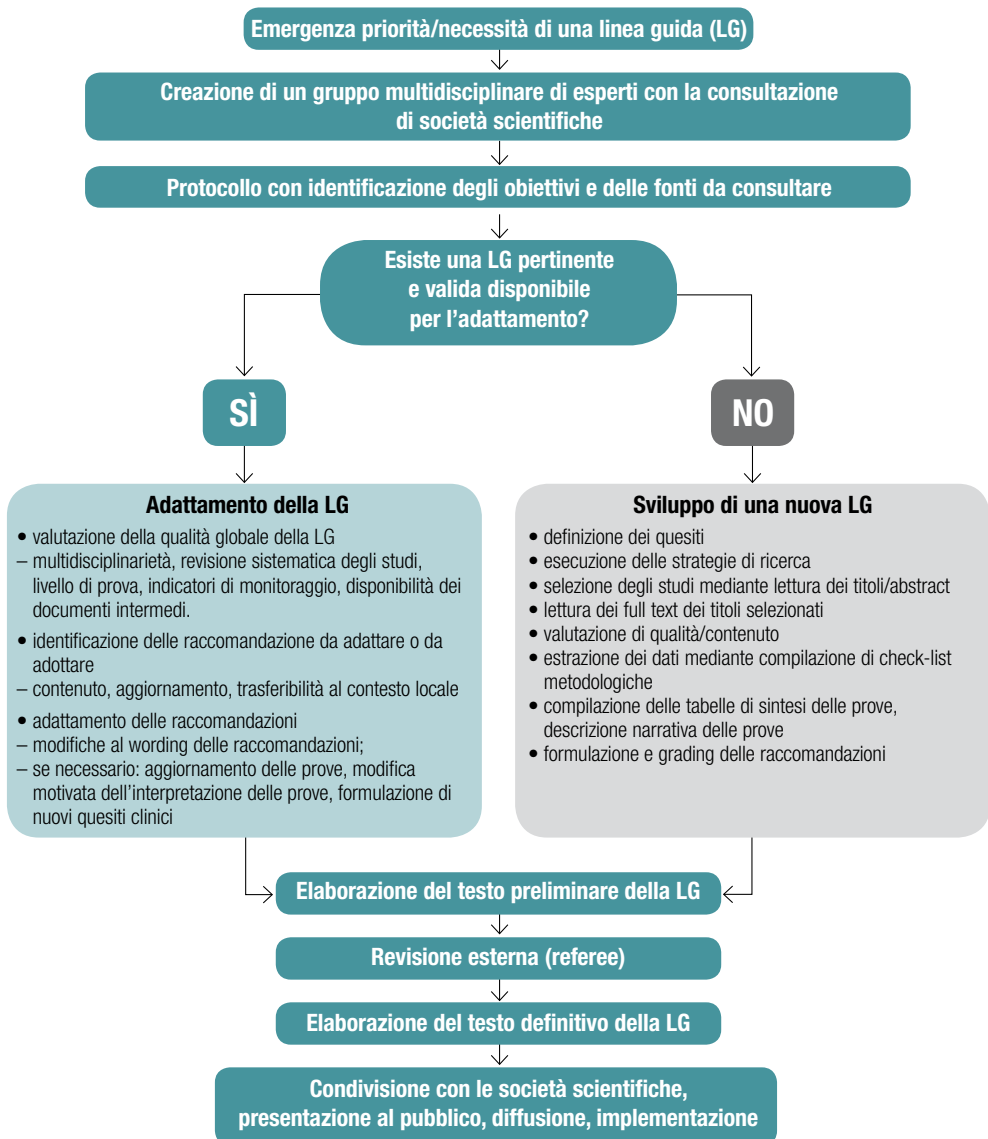 Emergenza priorità/necessità di una linea guida (LG)
Creazione di un gruppo multidisciplinare di esperti con la consultazione
di società scientifiche
Protocollo con identificazione degli obiettivi e delle fonti da consultare
Esiste una LG pertinente
e valida disponibile
per l'adattamento?
SÌ
NO
Adattamento della LG
• valutazione della qualità globale della LG
– multidisciplinarietà, revisione sistematica degli studi,
livello di prova, indicatori di monitoraggio, disponibilità dei
documenti intermedi.
• identificazione delle raccomandazione da adattare o da
adottare
– contenuto, aggiornamento, trasferibilità al contesto locale
• adattamento delle raccomandazioni
– modifiche al wording delle raccomandazioni;
– se necessario: aggiornamento delle prove, modifica
motivata dell'interpretazione delle prove, formulazione di
nuovi quesiti clinici
Sviluppo di una nuova LG
• definizione dei quesiti
• esecuzione delle strategie di ricerca
• selezione degli studi mediante lettura dei titoli/abstract
• lettura dei full text dei titoli selezionati
• valutazione di qualità/contenuto
• estrazione dei dati mediante compilazione di check-list
metodologiche
• compilazione delle tabelle di sintesi delle prove,
descrizione narrativa delle prove
• formulazione e grading delle raccomandazioni
Elaborazione del testo preliminare della LG
Revisione esterna (referee)
Elaborazione del testo definitivo della LG
Condivisione con le società scientifiche,
presentazione al pubblico, diffusione, implementazione